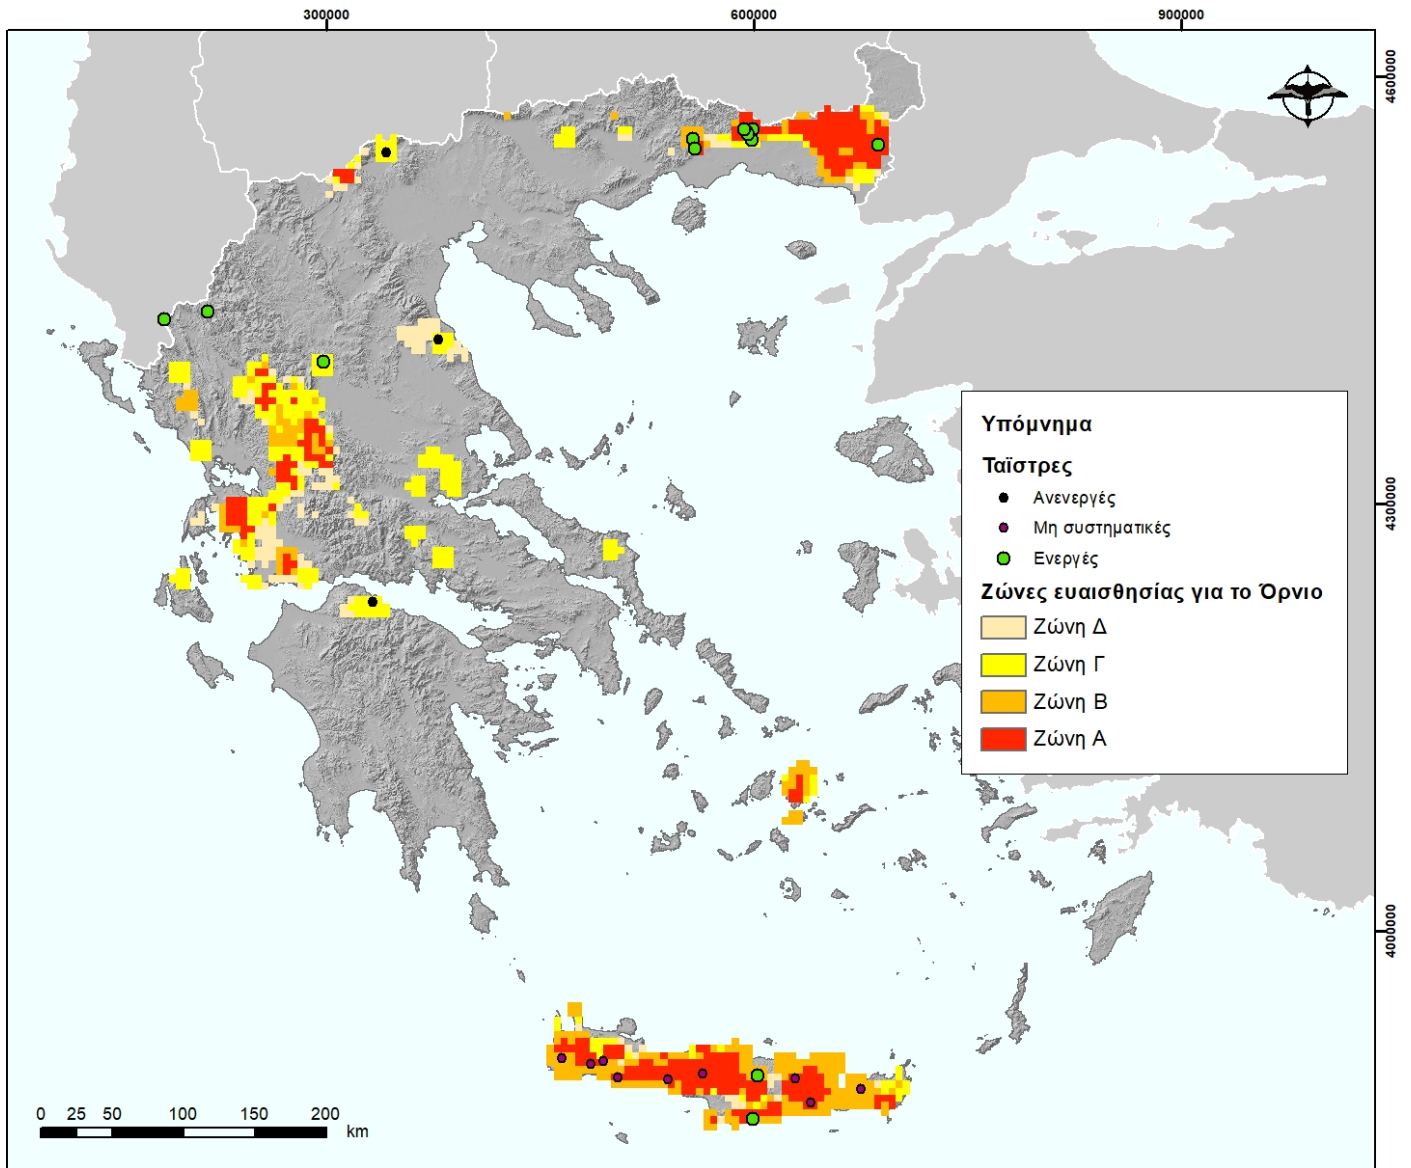 300000 600000 900000
4600000
Υπόμνημα
Ταΐστρες
Ανενεργές
Μη συστηματικές
Ενεργές
Ζώνες ευαισθησίας για το Όρνιο
Ζώνη Δ
Ζώνη Γ
Ζώνη Β
Ζώνη Α
4300000
4000000
0 25 50 100 150 200
km